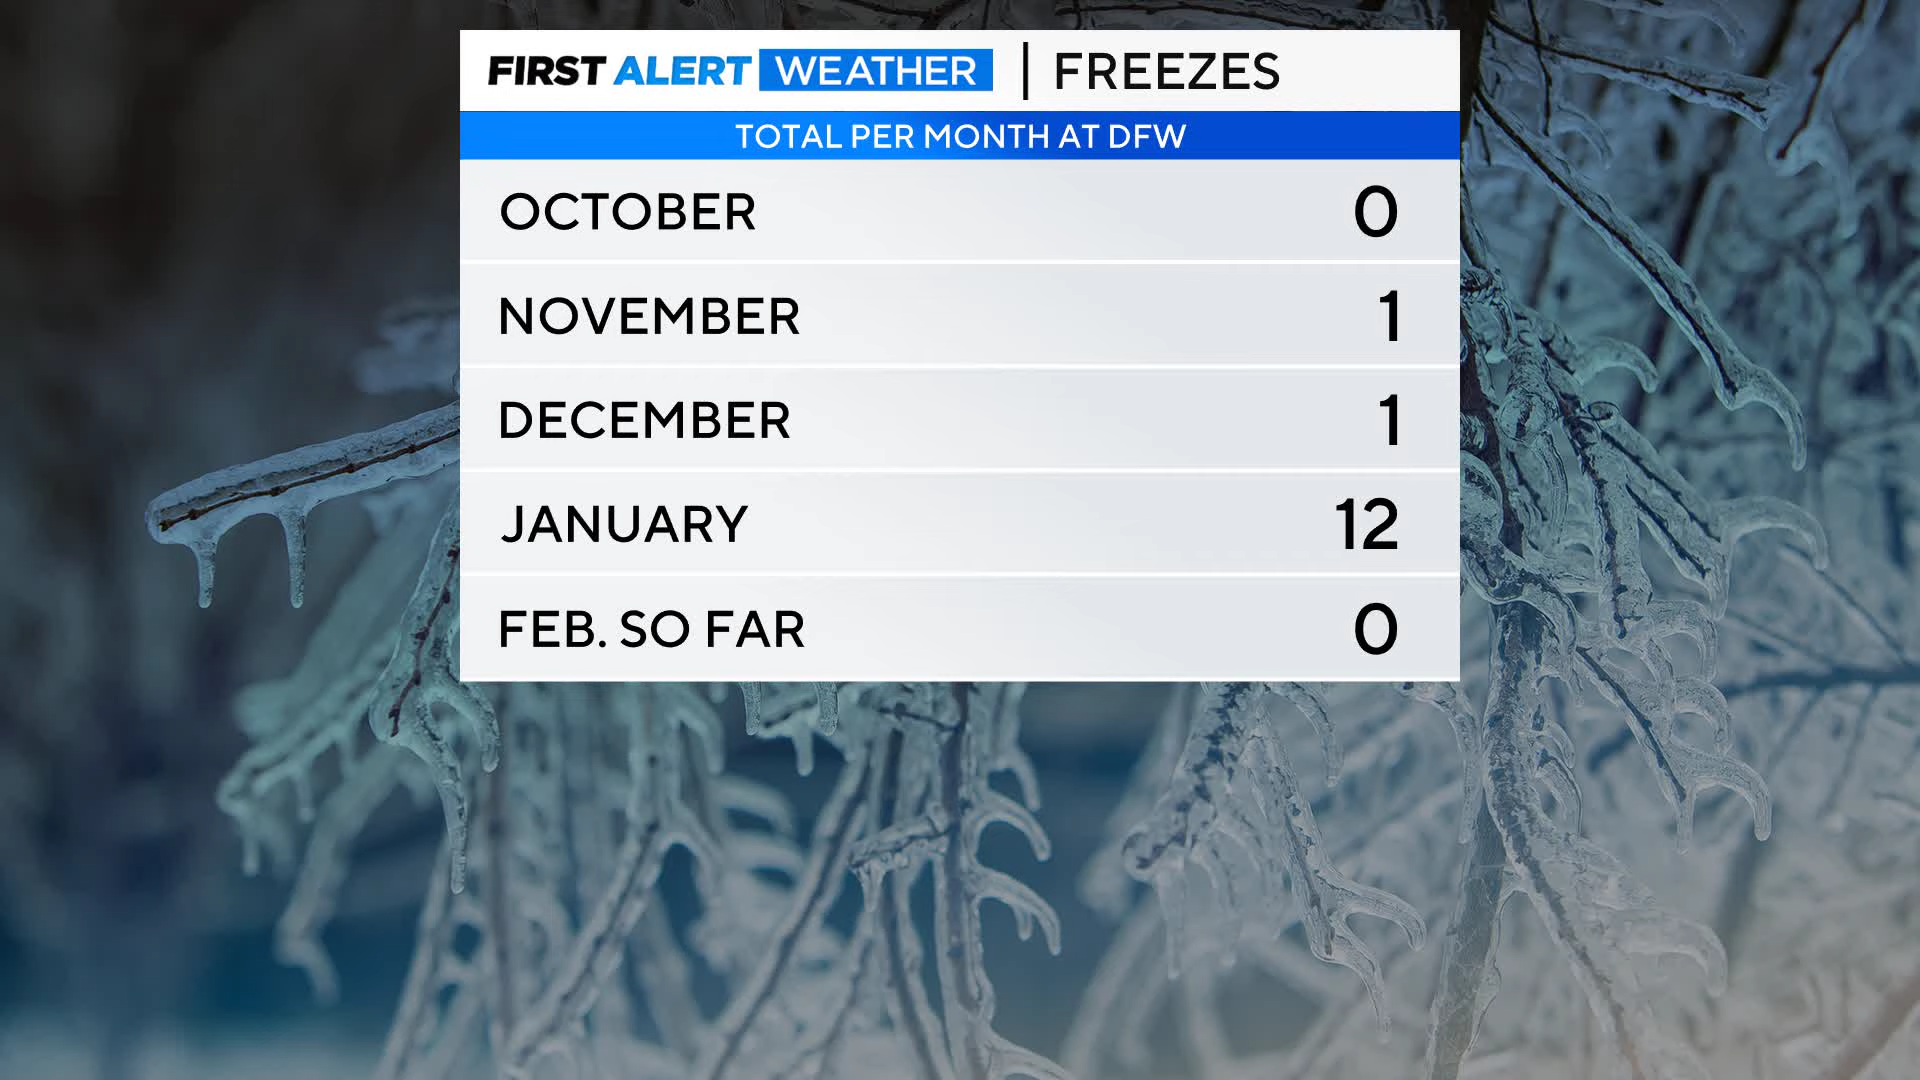 FIRST ALERT WEATHER | FREEZES
TOTAL PER MONTH AT DFW
OCTOBER 0
NOVEMBER 1
DECEMBER 1
JANUARY 12
FEB. SO FAR 0